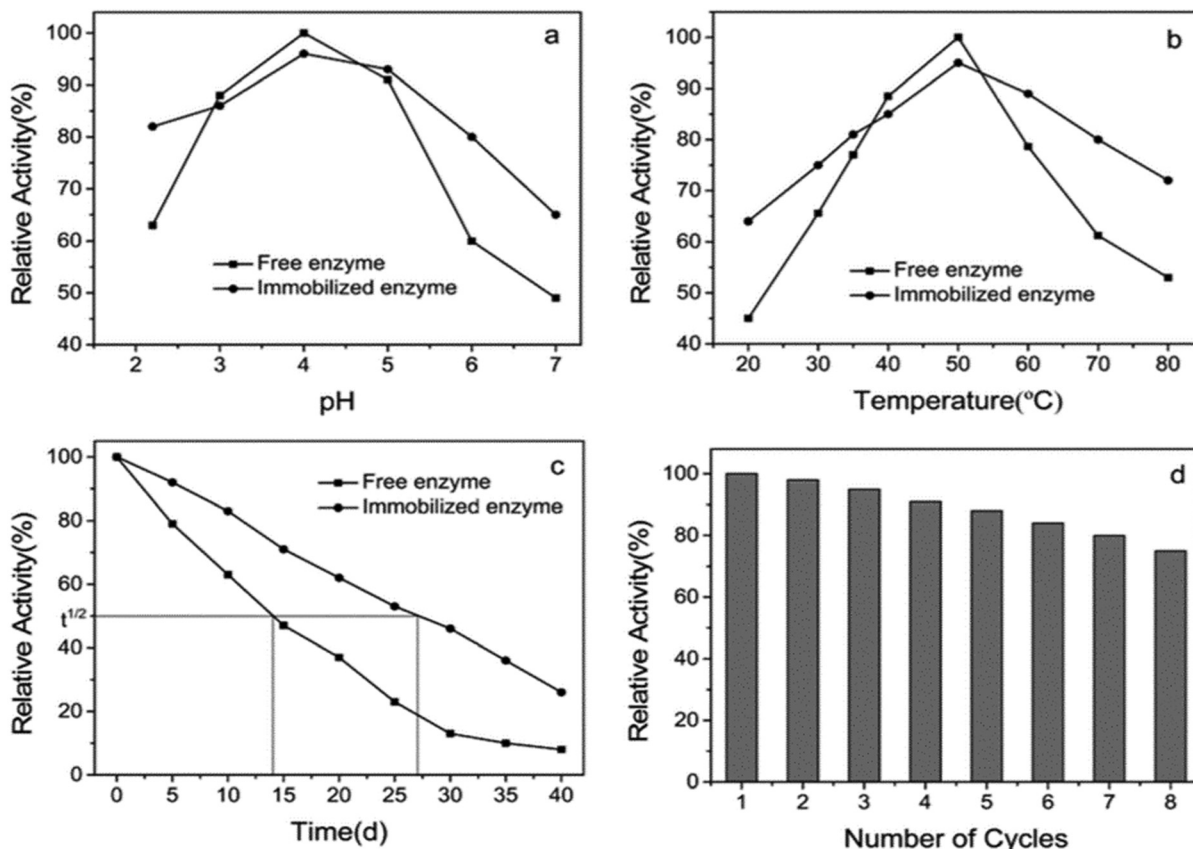 a
100
90
80
70
60
50
40
Relative Activity(%)
Free enzyme
Immobilized enzyme
2 3 4 5 6 7
pH
b
100
90
80
70
60
50
40
Relative Activity(%)
Free enzyme
Immobilized enzyme
20 30 40 50 60 70 80
Temperature(ºC)
c
100
80
60
t1/2
40
20
0
Relative Activity(%)
Free enzyme
Immobilized enzyme
0 5 10 15 20 25 30 35 40
Time(d)
d
100
80
60
40
20
0
Relative Activity(%)
1 2 3 4 5 6 7 8
Number of Cycles